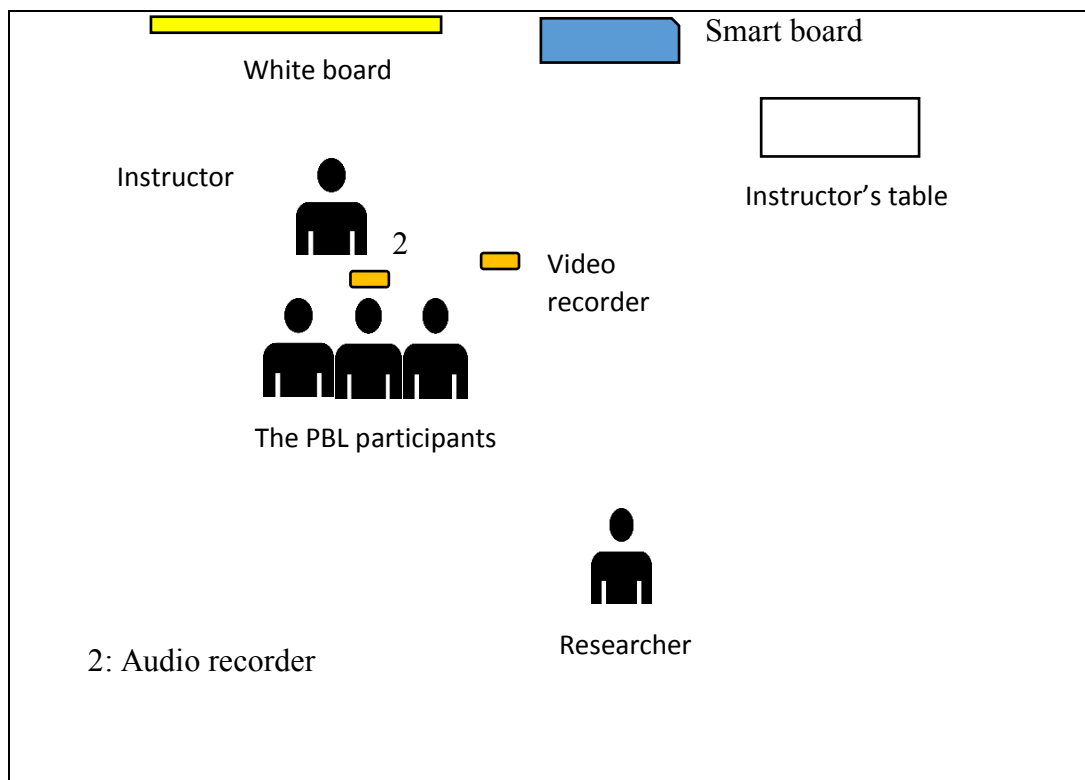 Smart board
White board
Instructor
Instructor’s table
2
Video
recorder
The PBL participants
Researcher
2: Audio recorder